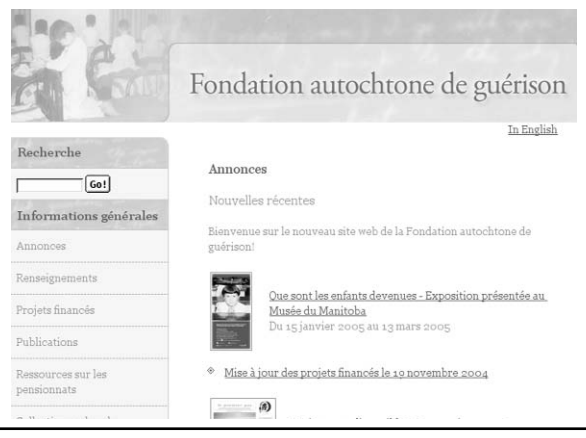 Fondation autochtone de guérison
In English
Recherche
Go!
Informations générales
Annonces
Renseignements
Projets financés
Publications
Ressources sur les
pensionnats
Annonces
Nouvelles récentes
Bienvenue sur le nouveau site web de la Fondation autochtone de
guérison!
Que sont les enfants devenues - Exposition présentée au
Musée du Manitoba
Du 15 janvier 2005 au 13 mars 2005
Mise à jour des projets financés le 19 novembre 2004